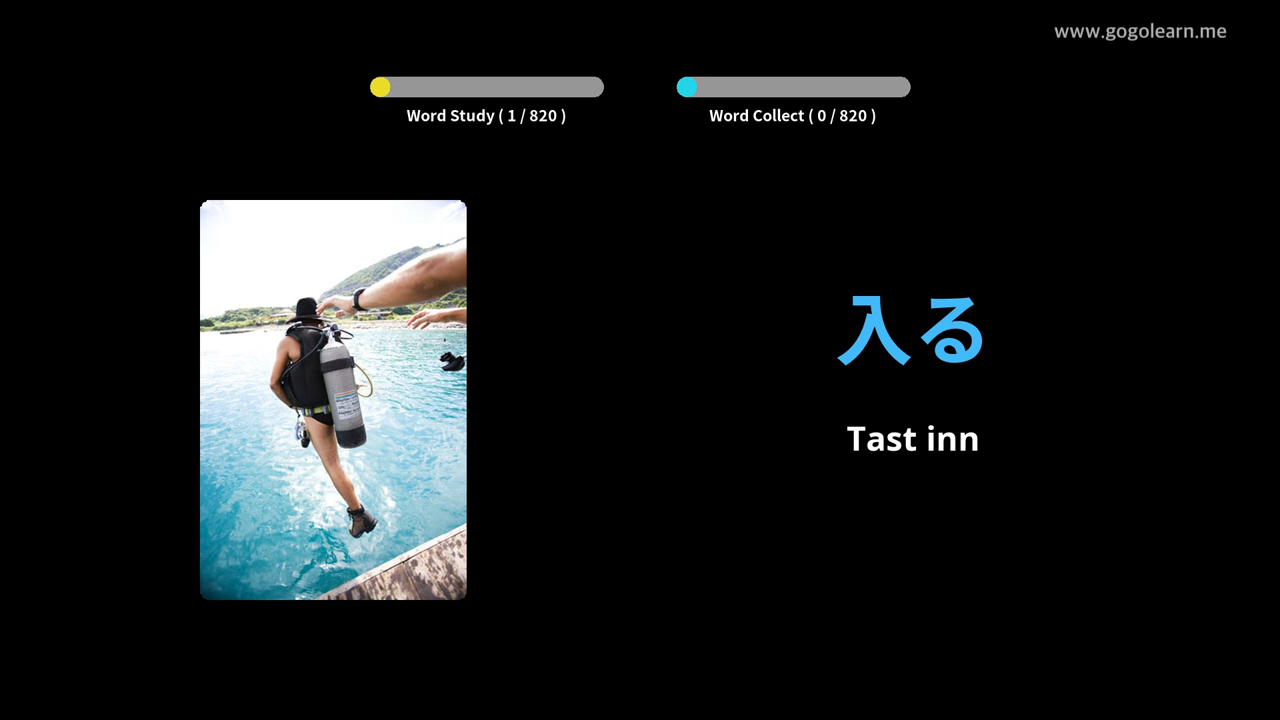 www.gogolearn.me
Word Study ( 1 / 820 )
Word Collect ( 0 / 820 )
入る
Tast inn